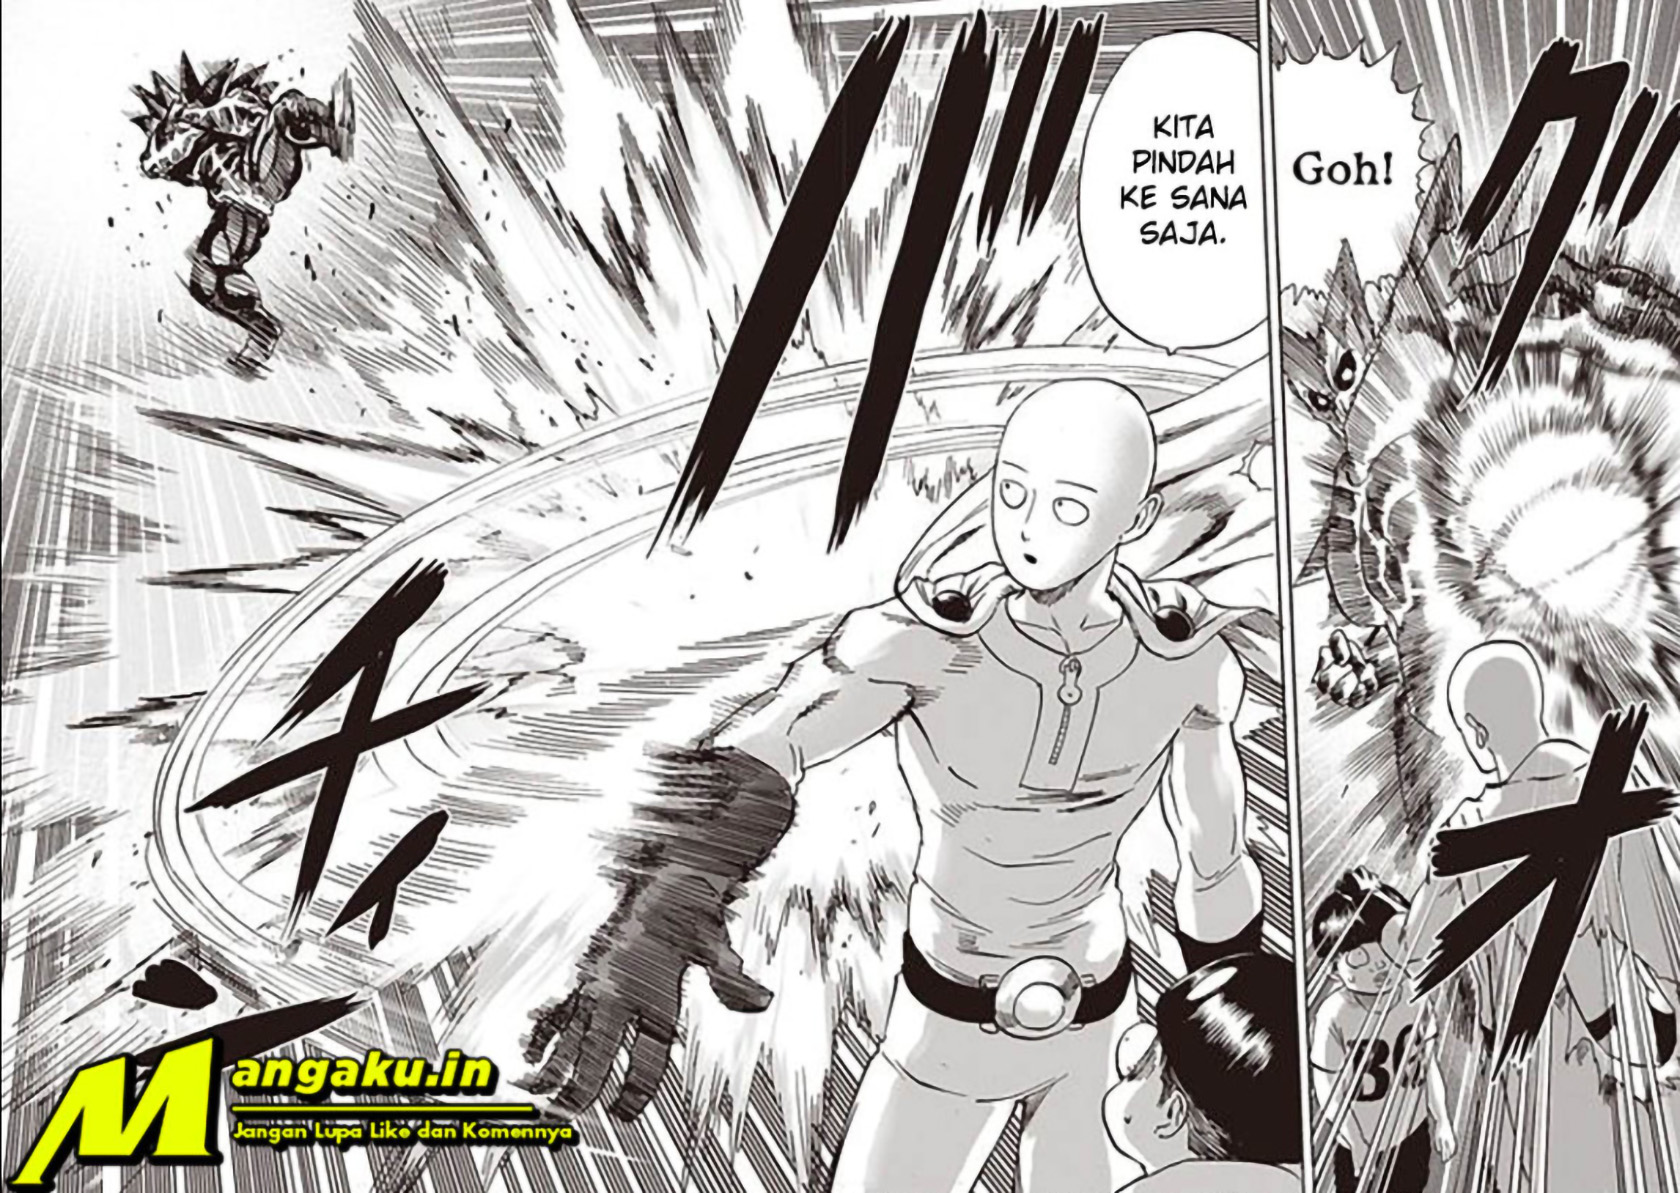 Goh!
KITA
PINDAH
KE SANA
SAJA.
Mangaku.in
Jangan Lupa Like dan Komennya